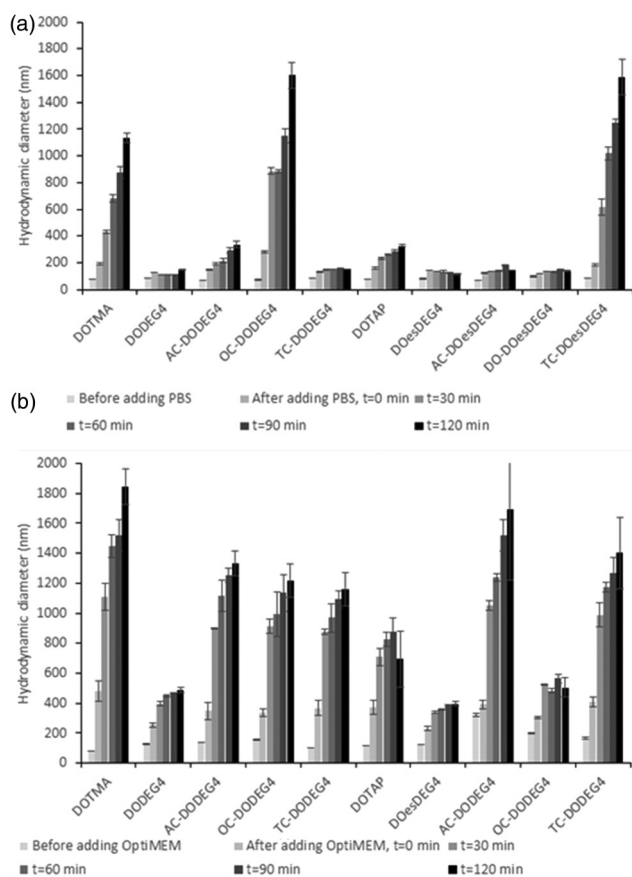 (a)
2000
1800
1600
1400
1200
1000
800
600
400
200
0
Hydrodynamic diameter (nm)
DOTMA
DODEG4
AC-DODEG4
OC-DODEG4
TC-DODEG4
DOTAP
DOesDEG4
AC-DOesDEG4
DO-DOesDEG4
TC-DOesDEG4
Before adding PBS After adding PBS, t=0 min t=30 min
t=60 min t=90 min t=120 min
(b)
2000
1800
1600
1400
1200
1000
800
600
400
200
0
Hydrodynamic diameter (nm)
DOTMA
DODEG4
AC-DODEG4
OC-DODEG4
TC-DODEG4
DOTAP
DOesDEG4
AC-DODEG4
OC-DODEG4
TC-DODEG4
Before adding OptiMEM After adding OptiMEM, t=0 min t=30 min
t=60 min t=90 min t=120 min